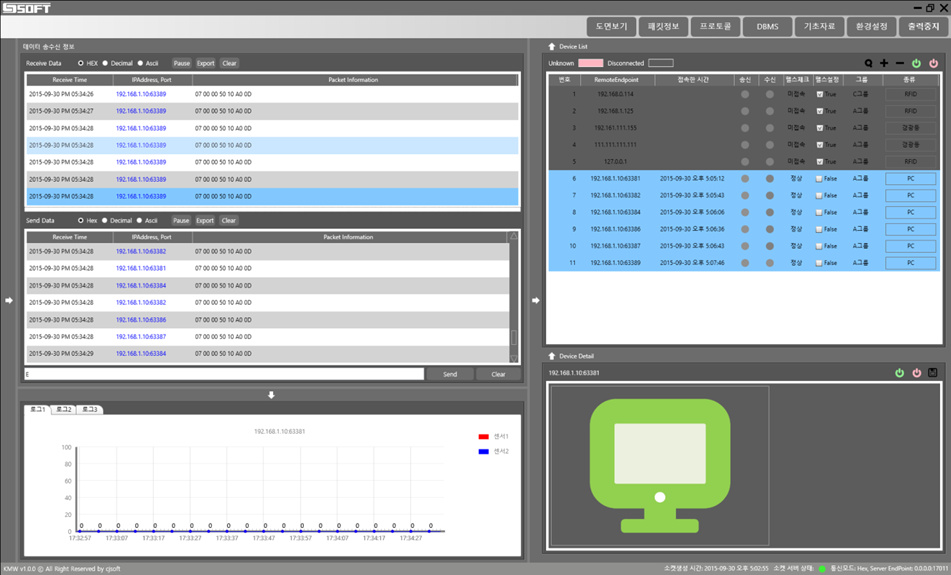 SJSOFT
도면보기 패킷정보 프로토콜 DBMS 기초자료 환경설정 출력중지
데이터 송수신 정보
Receive Data HEX Decimal Ascii Pause Export Clear
Receive Time IPAddress, Port Packet Information
2015-09-30 PM 05:34:26 192.168.1.10:63389 07 00 00 50 10 A0 0D
2015-09-30 PM 05:34:27 192.168.1.10:63389 07 00 00 50 10 A0 0D
2015-09-30 PM 05:34:28 192.168.1.10:63389 07 00 00 50 10 A0 0D
2015-09-30 PM 05:34:28 192.168.1.10:63389 07 00 00 50 10 A0 0D
2015-09-30 PM 05:34:28 192.168.1.10:63389 07 00 00 50 10 A0 0D
2015-09-30 PM 05:34:28 192.168.1.10:63389 07 00 00 50 10 A0 0D
2015-09-30 PM 05:34:28 192.168.1.10:63389 07 00 00 50 10 A0 0D
Send Data Hex Decimal Ascii Pause Export Clear
Receive Time IPAddress, Port Packet Information
2015-09-30 PM 05:34:28 192.168.1.10:63382 07 00 00 50 10 A0 0D
2015-09-30 PM 05:34:28 192.168.1.10:63381 07 00 00 50 10 A0 0D
2015-09-30 PM 05:34:28 192.168.1.10:63384 07 00 00 50 10 A0 0D
2015-09-30 PM 05:34:28 192.168.1.10:63382 07 00 00 50 10 A0 0D
2015-09-30 PM 05:34:28 192.168.1.10:63386 07 00 00 50 10 A0 0D
2015-09-30 PM 05:34:28 192.168.1.10:63387 07 00 00 50 10 A0 0D
2015-09-30 PM 05:34:29 192.168.1.10:63384 07 00 00 50 10 A0 0D
E Send Clear
로그1 로그2 로그3
192.168.1.10:63381
센서1
센서2
100
80
60
40
20
0
0 0 0 0 0 0 0 0 0 0 0 0 0 0 0 0 0 0 0 0
17:32:57 17:33:07 17:33:17 17:33:27 17:33:37 17:33:47 17:33:57 17:34:07 17:34:17 17:34:27
Device List
Unknown Disconnected
번호 RemoteEndpoint 접속한 시간 송신 수신 헬스체크 헬스설정 그룹 종류
1 192.168.0.114 미접속 True C그룹 RFID
2 192.168.1.125 미접속 True A그룹 RFID
3 192.161.111.155 미접속 True A그룹 경광등
4 111.111.111.111 미접속 True A그룹 경광등
5 127.0.0.1 미접속 True A그룹 RFID
6 192.168.1.10:63381 2015-09-30 오후 5:05:12 정상 False A그룹 PC
7 192.168.1.10:63382 2015-09-30 오후 5:05:43 정상 False A그룹 PC
8 192.168.1.10:63384 2015-09-30 오후 5:06:06 정상 False A그룹 PC
9 192.168.1.10:63386 2015-09-30 오후 5:06:36 정상 False A그룹 PC
10 192.168.1.10:63387 2015-09-30 오후 5:06:43 정상 False A그룹 PC
11 192.168.1.10:63389 2015-09-30 오후 5:07:46 정상 False A그룹 PC
Device Detail
192.168.1.10:63381
KMW v1.0.0 ⓒ All Right Reserved by cjsoft
소켓생성 시간: 2015-09-30 오후 5:02:55 소켓 서버 상태: 통신모드: Hex, Server EndPoint: 0.0.0.0:17011